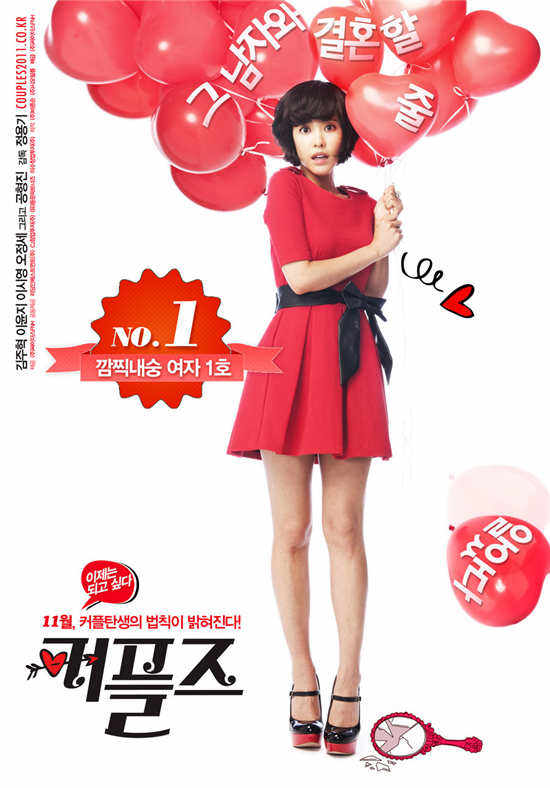 그 남자와 결혼할 줄
알았다
NO.1
깜찍내숭 여자 1호
이제는
되고 싶다
11월, 커플탄생의 법칙이 밝혀진다!
커플즈
김주혁 이윤지 이시영 오정세 그리고 공형진 감독 정용기 COUPLES2011.CO.KR